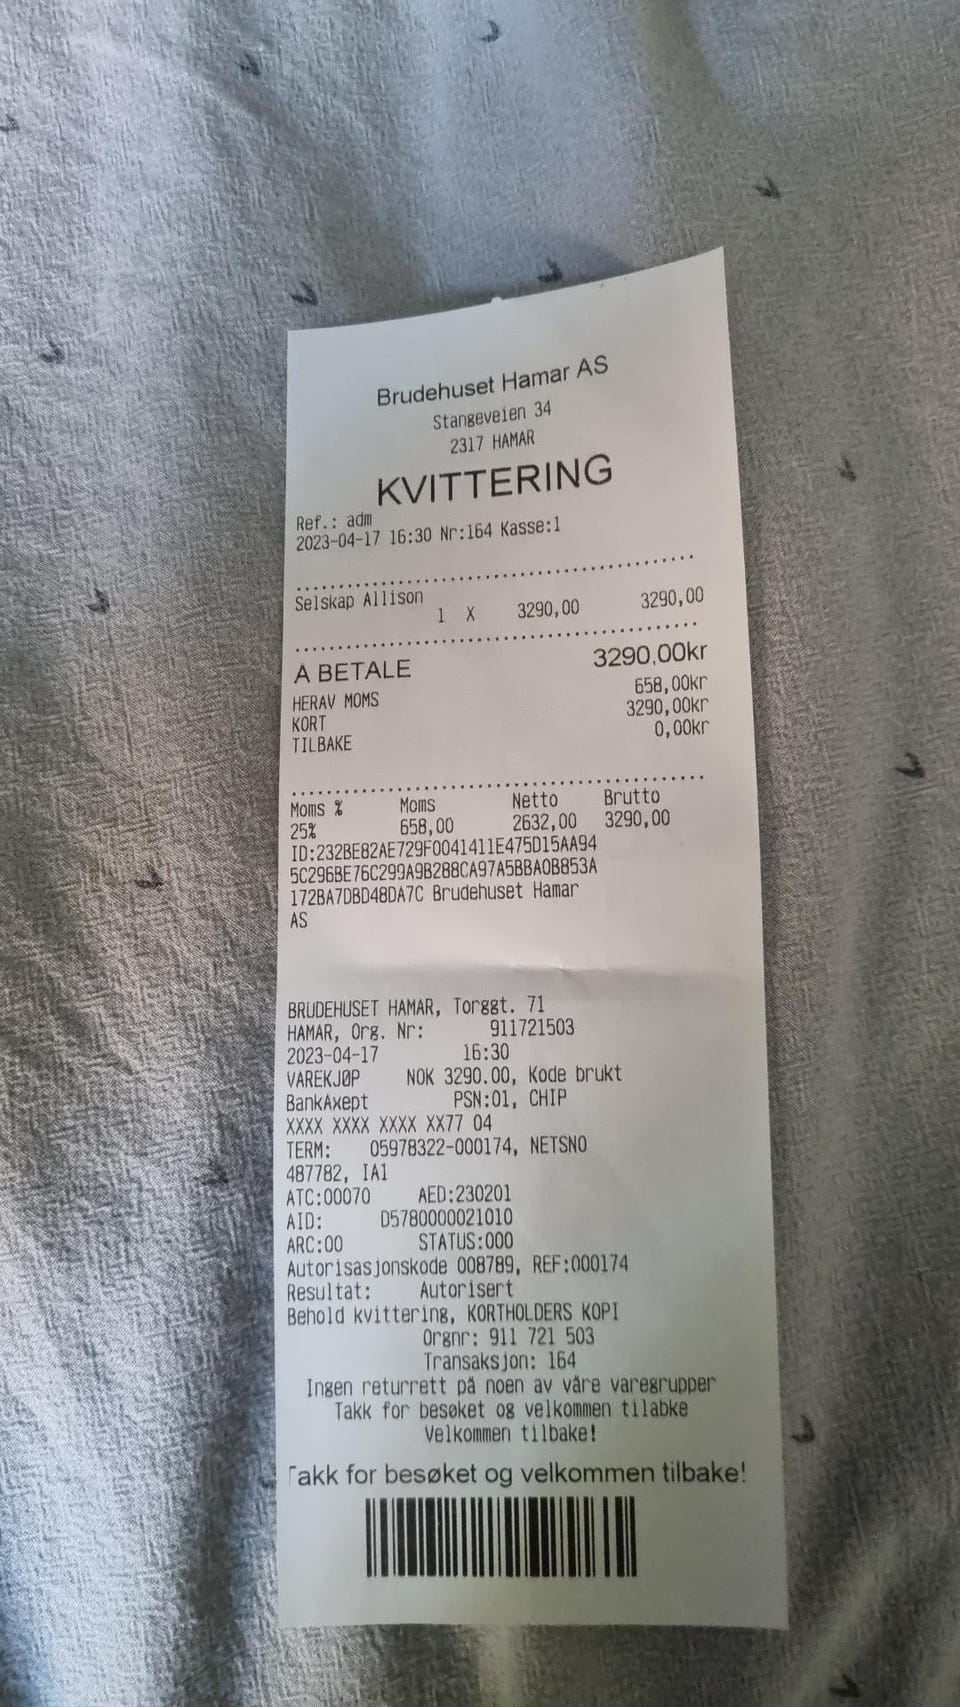 Brudehuset Hamar AS
Stangeveien 34
2317 HAMAR
KVITTERING
Ref.: adm
2023-04-17 16:30 Nr:164 Kasse:1
Selskap Allison
1 X 3290,00 3290,00
A BETALE 3290,00kr
HERAV MOMS 658,00kr
KORT 3290,00kr
TILBAKE 0,00kr
Moms % Moms Netto Brutto
25% 658,00 2632,00 3290,00
ID:232BE82AE729F0041411E475D15AA94
5C296BE76C299A9B288CA97A5BBA0B853A
172BA7DBD48DA7C Brudehuset Hamar
AS
BRUDEHUSET HAMAR, Torggt. 71
HAMAR, Org. Nr: 911721503
2023-04-17 16:30
VAREKJØP NOK 3290.00, Kode brukt
BankAxept PSN:01, CHIP
XXXX XXXX XXXX XX77 04
TERM: 05978322-000174, NETSNO
487782, IA1
ATC:00070 AED:230201
AID: D5780000021010
ARC:00 STATUS:000
Autorisasjonskode 008789, REF:000174
Resultat: Autorisert
Behold kvittering, KORTHOLDERS KOPI
Orgnr: 911 721 503
Transaksjon: 164
Ingen returrett på noen av våre varegrupper
Takk for besøket og velkommen tilabke
Velkommen tilbake!
Takk for besøket og velkommen tilbake!